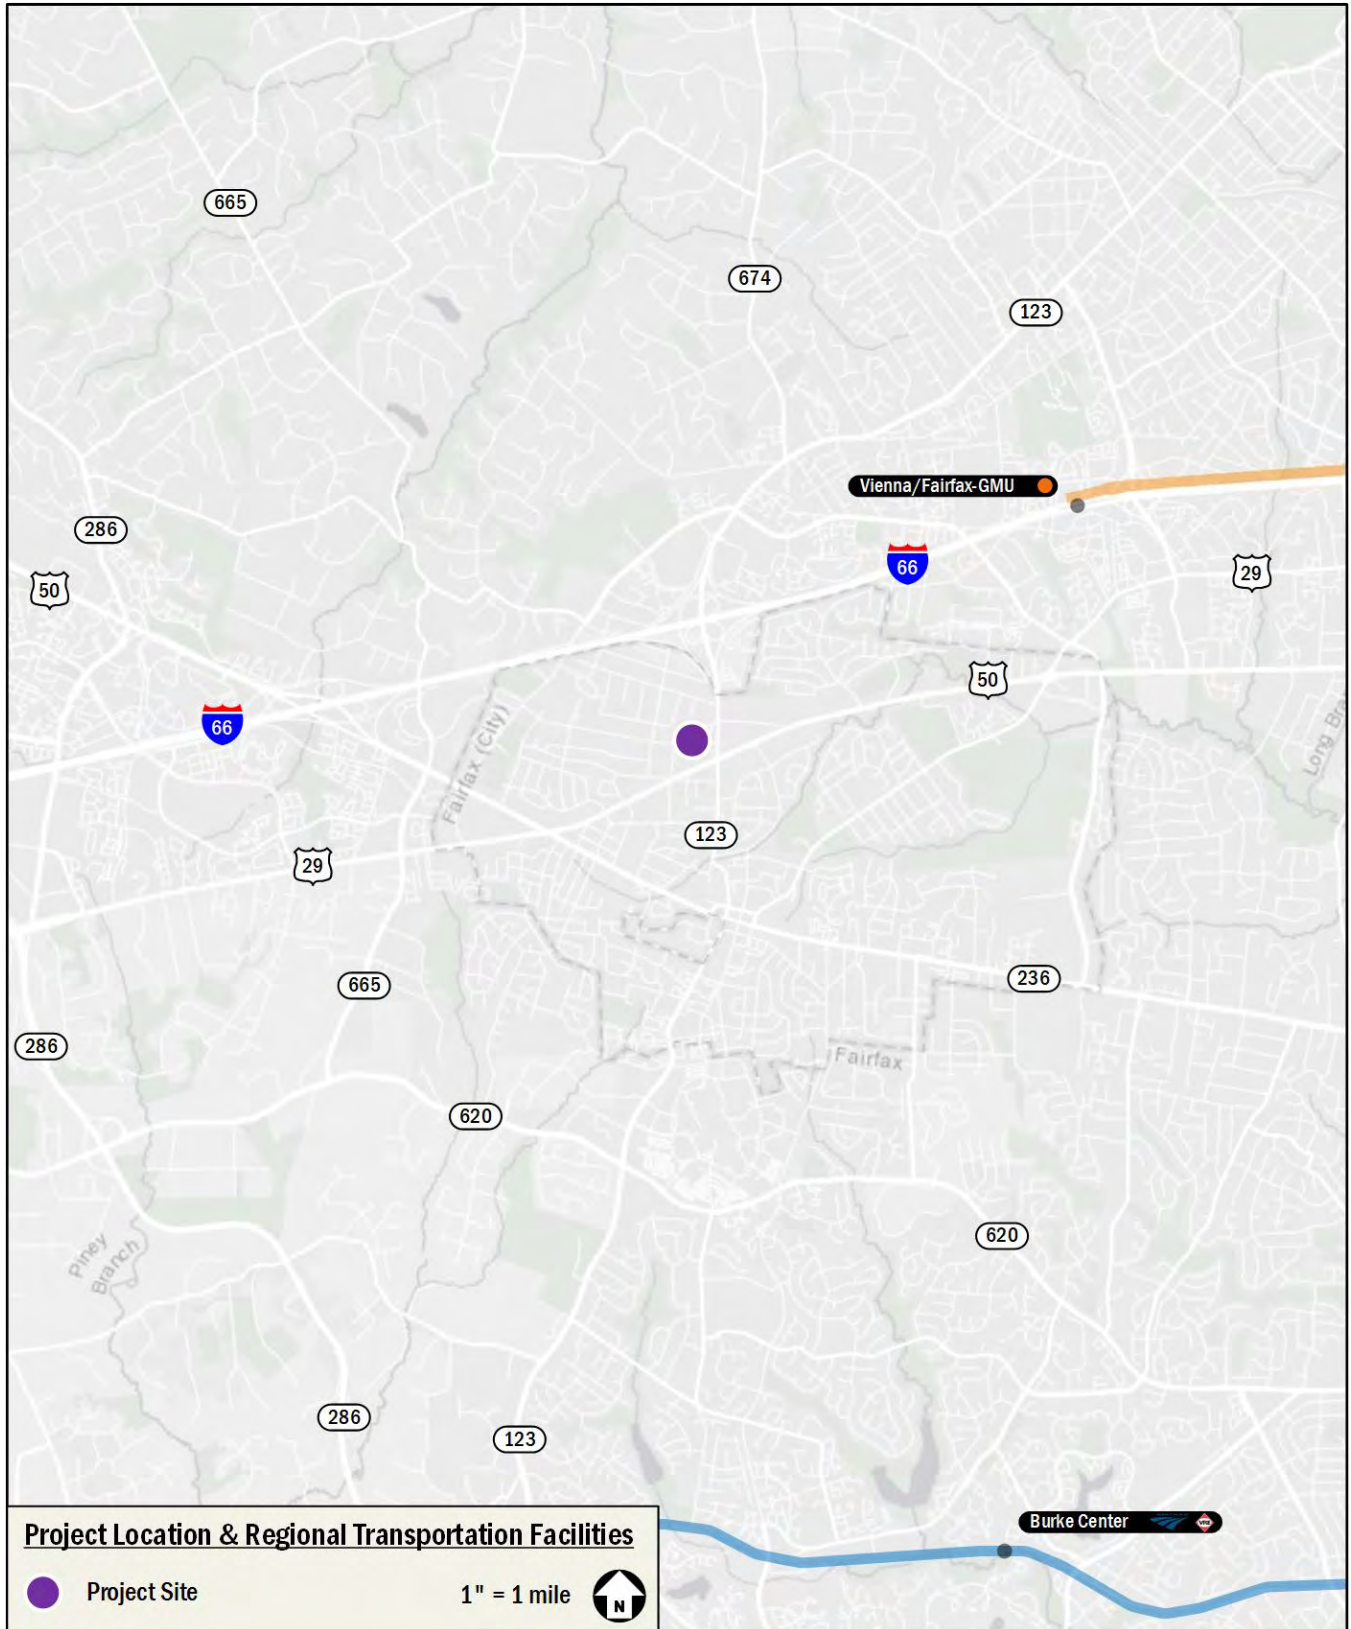 665
674
123
Vienna/Fairfax-GMU
286
66
29
50
50
66
Fairfax (City)
Long Bra
123
29
236
665
286
Fairfax
620
620
Piney
Branch
286
123
Burke Center
VRE
Project Location & Regional Transportation Facilities
Project Site
1" = 1 mile
N